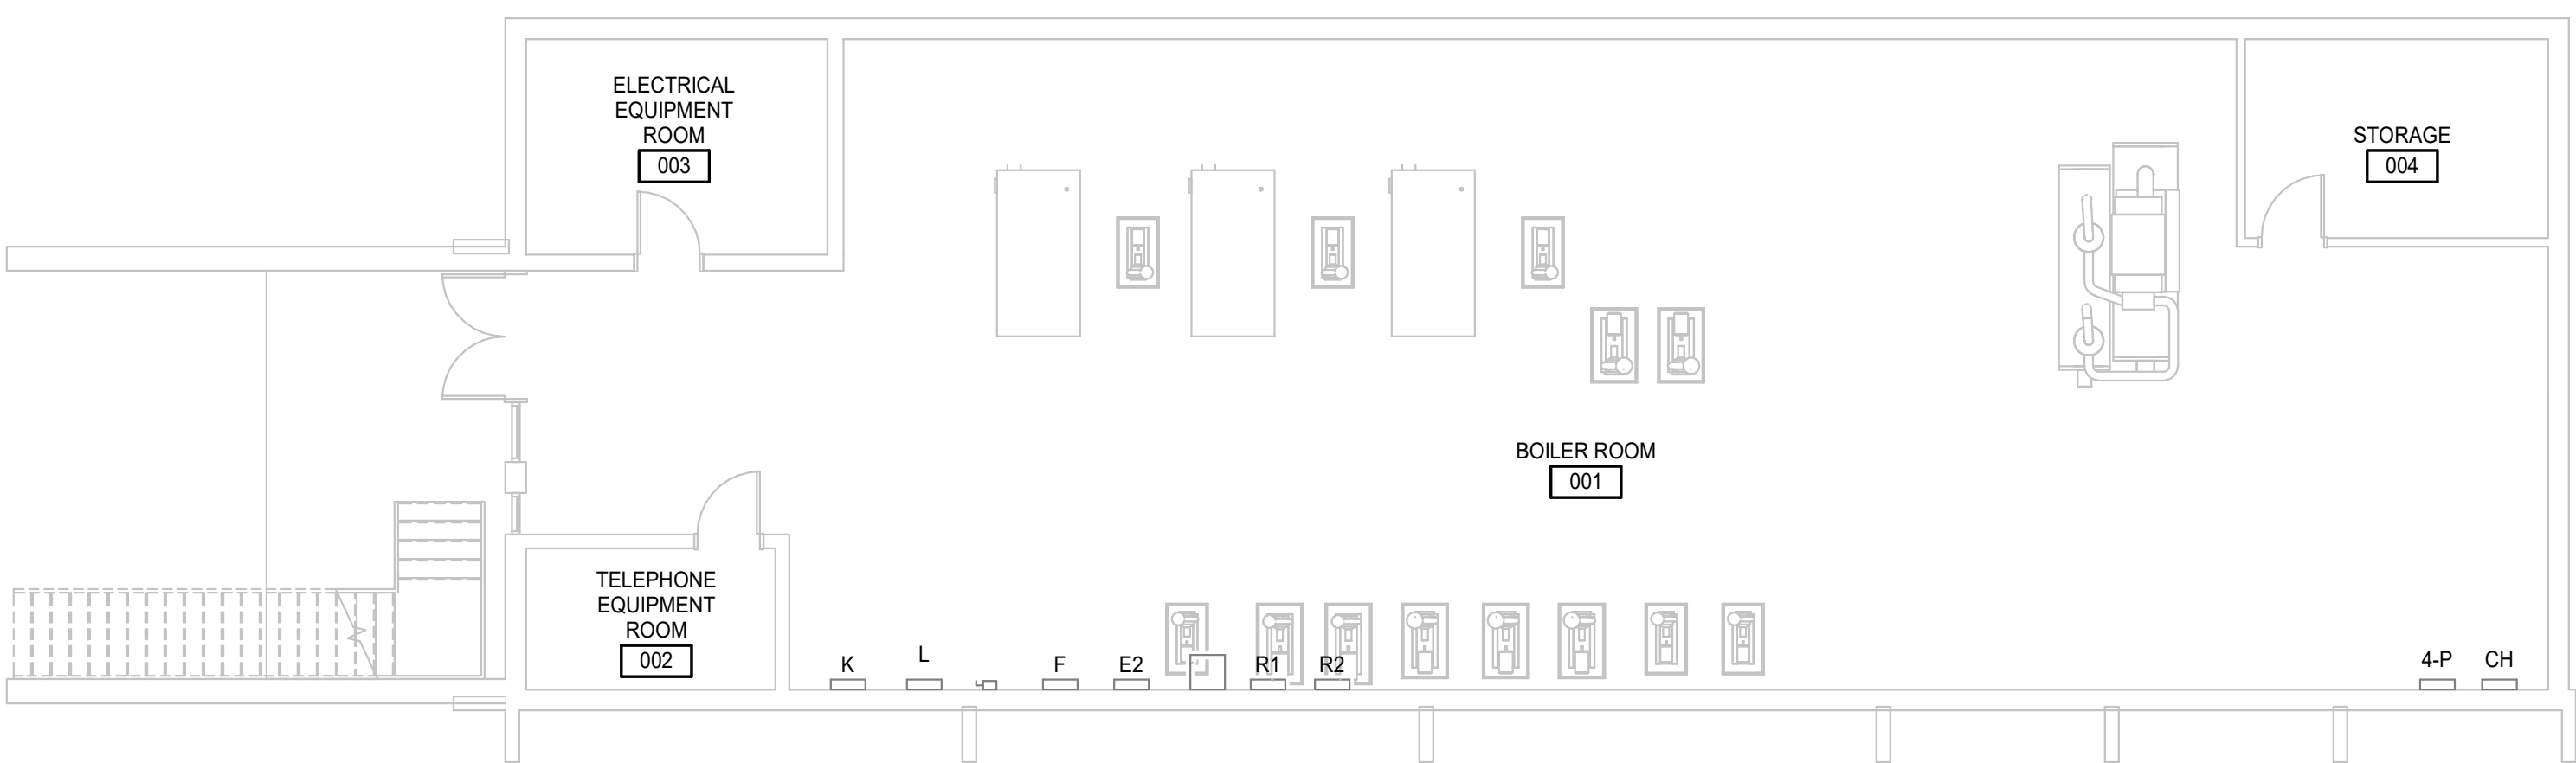 ELECTRICAL
EQUIPMENT
ROOM
003
STORAGE
004
BOILER ROOM
001
TELEPHONE
EQUIPMENT
ROOM
002
K
L
F
E2
R1
R2
4-P
CH